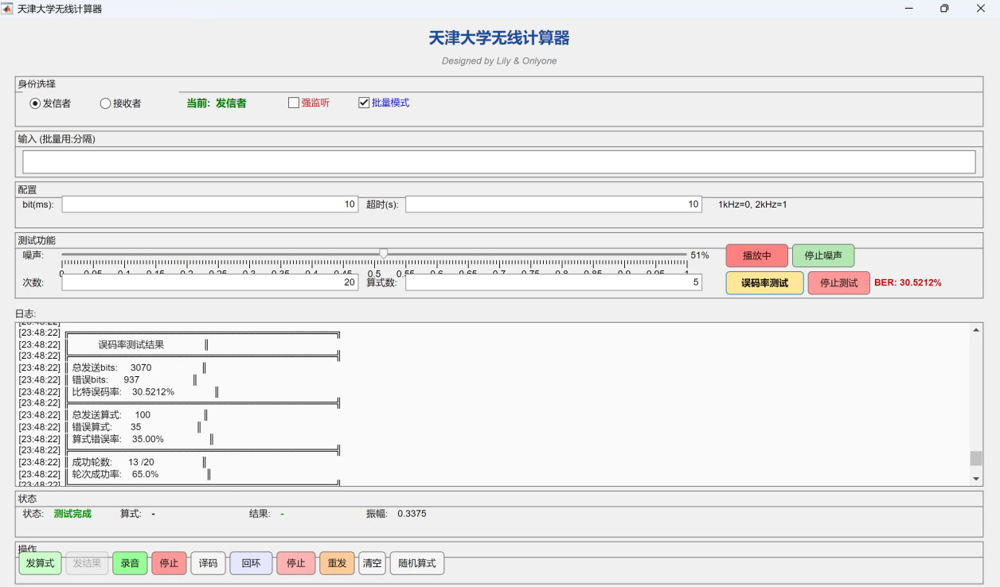 天津大学无线计算器
天津大学无线计算器
Designed by Lily & Onlyone
身份选择
发信者 接收者 当前: 发信者 强监听 批量模式
输入 (批量用;分隔)
配置
bit(ms): 10 超时(s): 10 1kHz=0, 2kHz=1
测试功能
噪声: 51% 播放中 停止噪声
0 0.05 0.1 0.15 0.2 0.25 0.3 0.35 0.4 0.45 0.5 0.55 0.6 0.65 0.7 0.75 0.8 0.85 0.9 0.95 1
次数: 20 算式数: 5 误码率测试 停止测试 BER: 30.5212%
日志:
[23:48:22]
[23:48:22]
[23:48:22] 误码率测试结果
[23:48:22]
[23:48:22] 总发送bits: 3070
[23:48:22] 错误bits: 937
[23:48:22] 比特误码率: 30.5212%
[23:48:22]
[23:48:22] 总发送算式: 100
[23:48:22] 错误算式: 35
[23:48:22] 算式错误率: 35.00%
[23:48:22]
[23:48:22] 成功轮数: 13 /20
[23:48:22] 轮次成功率: 65.0%
[23:48:22]
状态
状态: 测试完成 算式: - 结果: - 振幅: 0.3375
操作
发算式 发结果 录音 停止 译码 回环 停止 重发 清空 随机算式